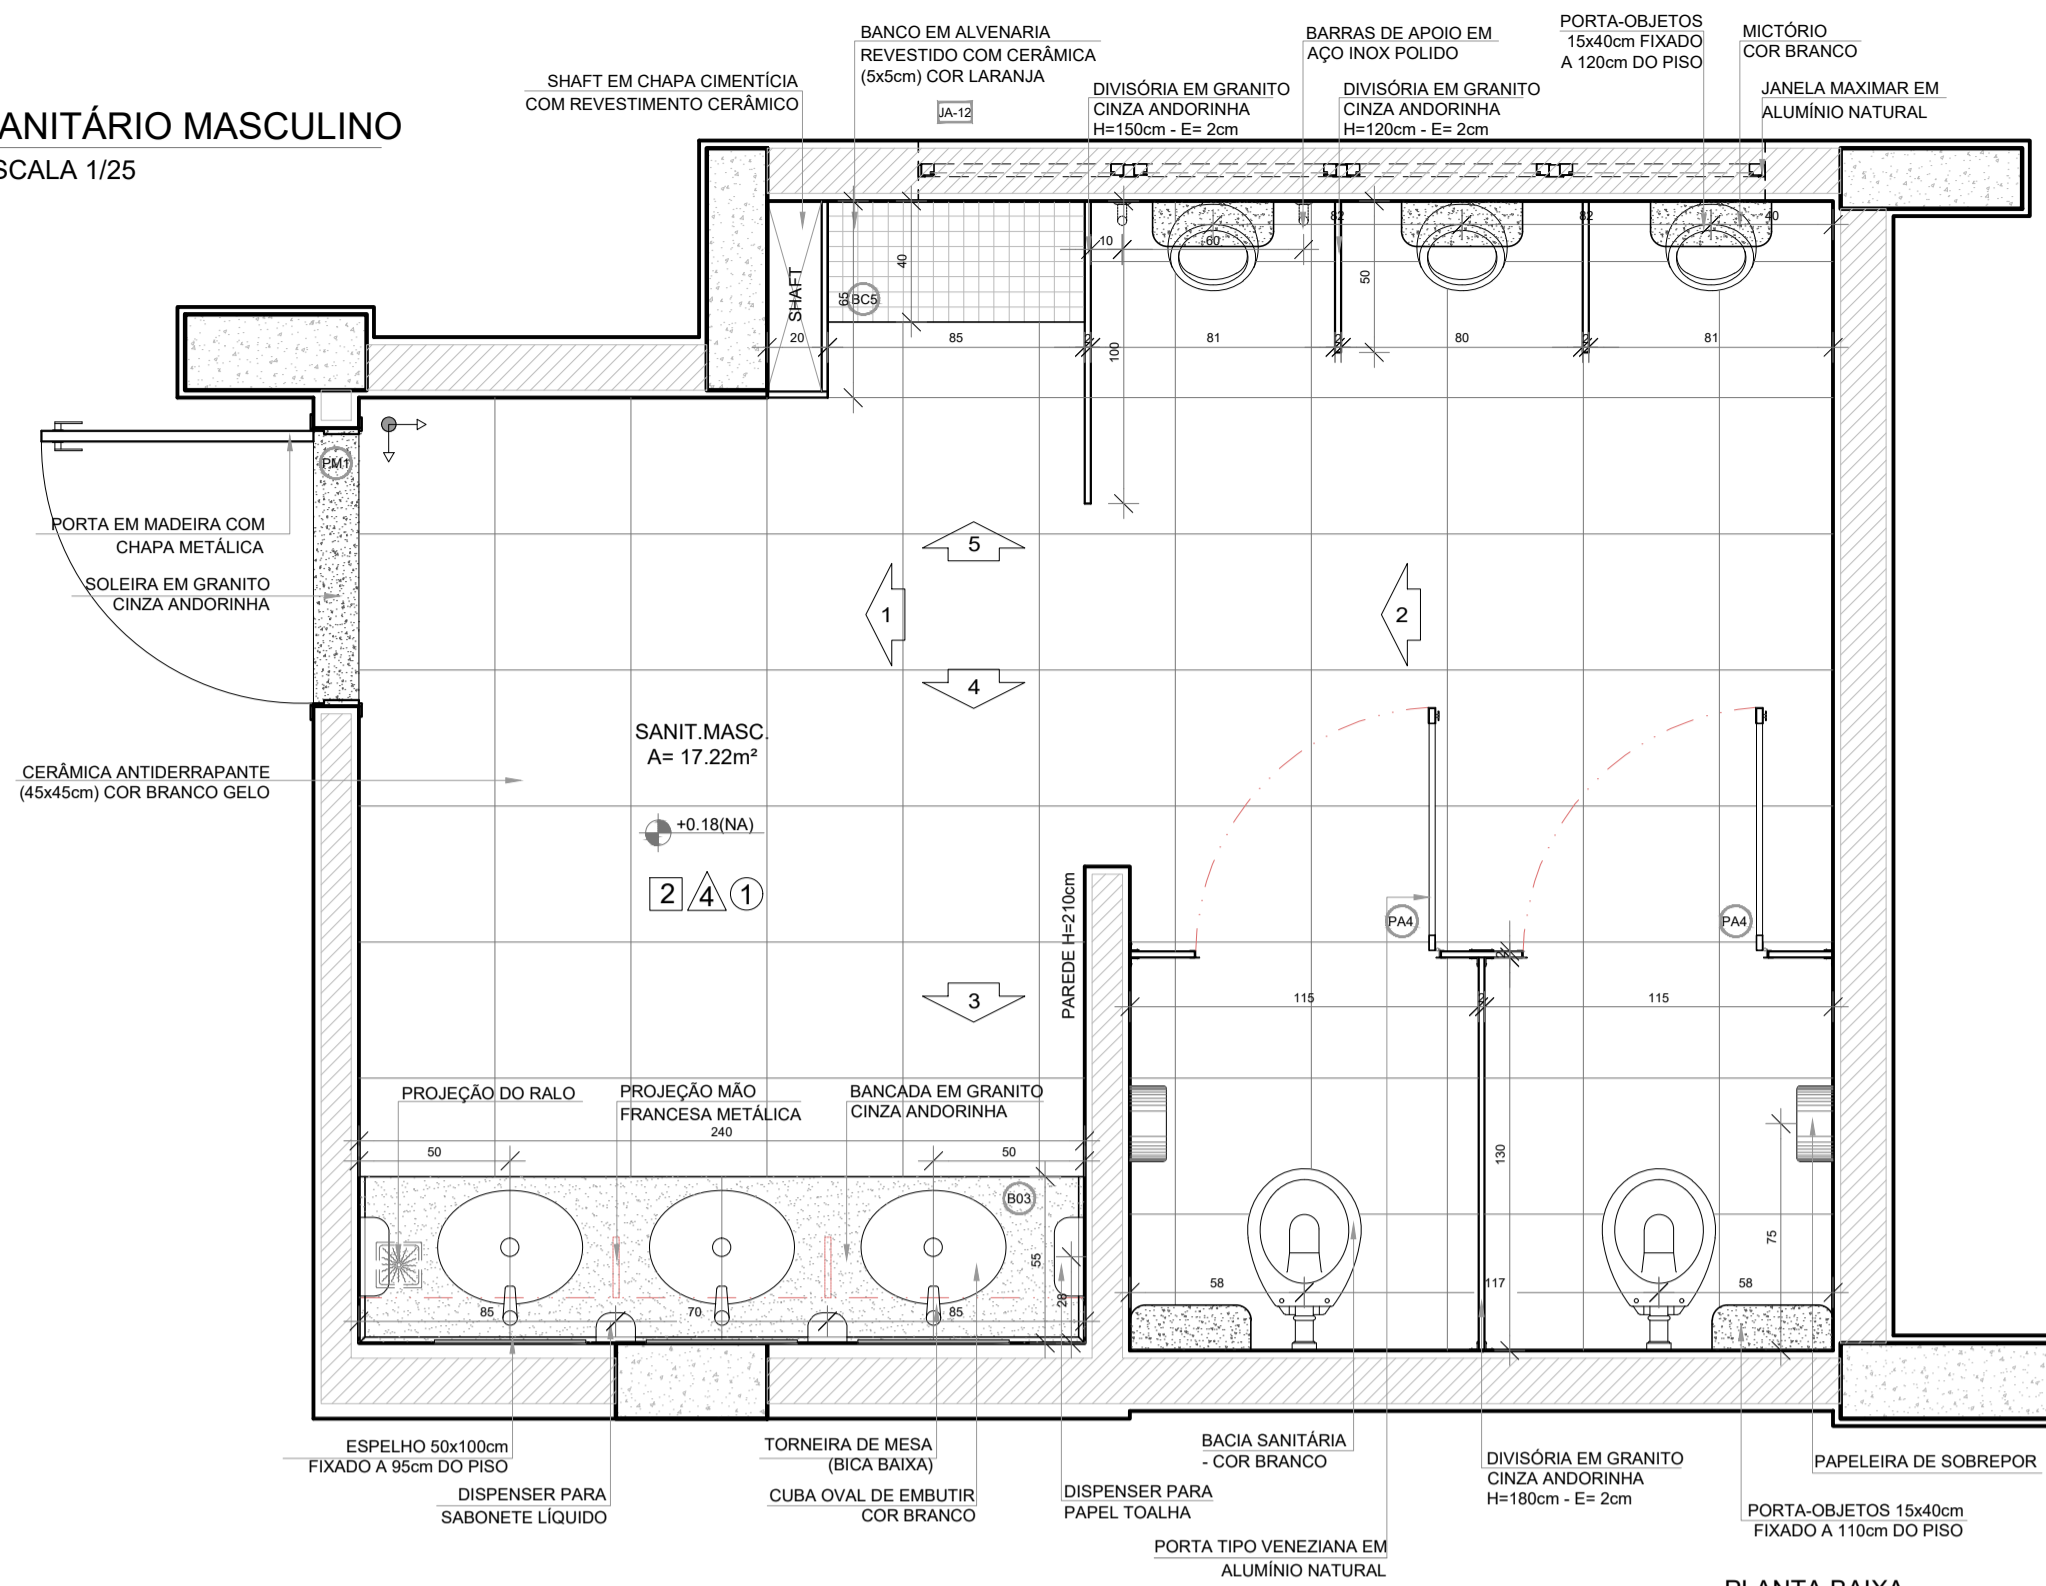 ANITÁRIO MASCULINO
SCALA 1/25
SHAFT EM CHAPA CIMENTÍCIA
COM REVESTIMENTO CERÂMICO
BANCO EM ALVENARIA
REVESTIDO COM CERÂMICA
(5x5cm) COR LARANJA
JA-12
DIVISÓRIA EM GRANITO
CINZA ANDORINHA
H=150cm - E= 2cm
BARRAS DE APOIO EM
AÇO INOX POLIDO
DIVISÓRIA EM GRANITO
CINZA ANDORINHA
H=120cm - E= 2cm
PORTA-OBJETOS
15x40cm FIXADO
A 120cm DO PISO
MICTÓRIO
COR BRANCO
JANELA MAXIMAR EM
ALUMÍNIO NATURAL
82
82
40
10
60
40
50
SHAFT
65
BC5
20
85
2
81
2
80
2
81
100
PM1
PORTA EM MADEIRA COM
CHAPA METÁLICA
SOLEIRA EM GRANITO
CINZA ANDORINHA
5
1
2
4
SANIT.MASC.
A= 17.22m²
CERÂMICA ANTIDERRAPANTE
(45x45cm) COR BRANCO GELO
+0.18(NA)
2 4 1
PAREDE H=210cm
PA4
PA4
3
115
2
115
PROJEÇÃO DO RALO
PROJEÇÃO MÃO
FRANCESA METÁLICA
BANCADA EM GRANITO
CINZA ANDORINHA
240
50
50
B03
130
75
55
28
58
117
58
85
70
85
ESPELHO 50x100cm
FIXADO A 95cm DO PISO
DISPENSER PARA
SABONETE LÍQUIDO
TORNEIRA DE MESA
(BICA BAIXA)
CUBA OVAL DE EMBUTIR
COR BRANCO
DISPENSER PARA
PAPEL TOALHA
BACIA SANITÁRIA
- COR BRANCO
PORTA TIPO VENEZIANA EM
ALUMÍNIO NATURAL
DIVISÓRIA EM GRANITO
CINZA ANDORINHA
H=180cm - E= 2cm
PAPELEIRA DE SOBREPOR
PORTA-OBJETOS 15x40cm
FIXADO A 110cm DO PISO
PLANTA BAIXA